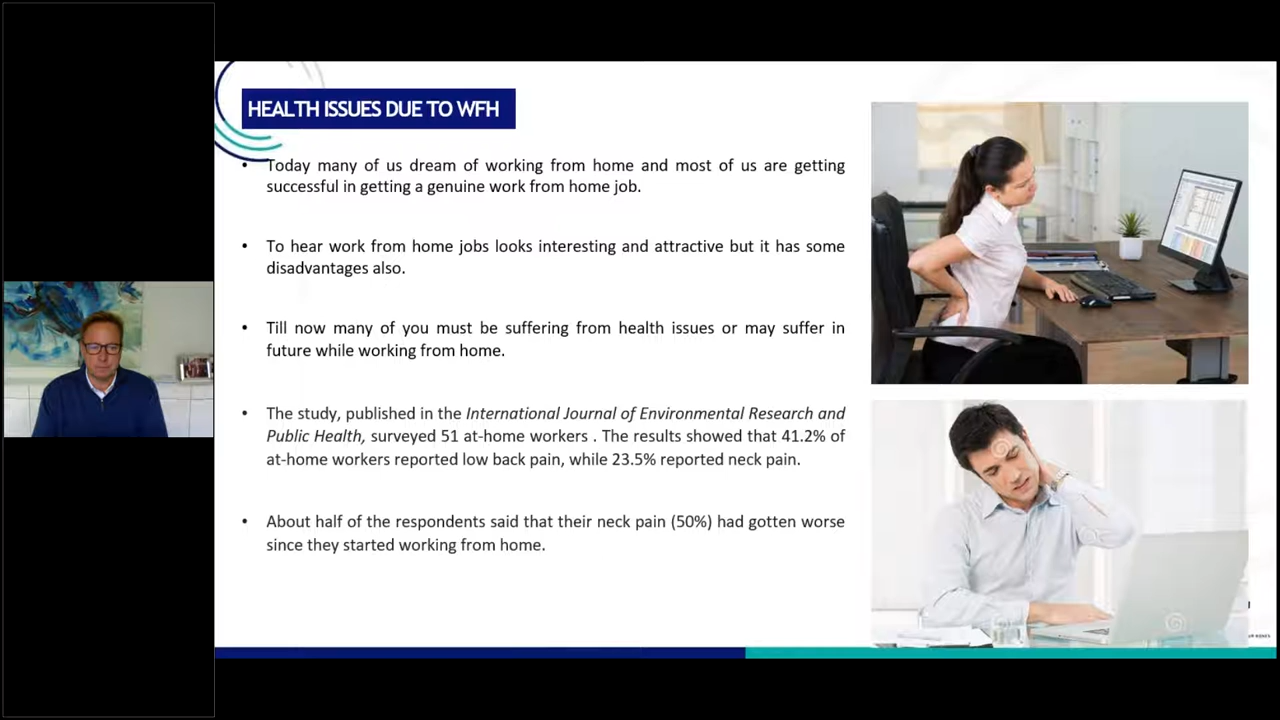 HEALTH ISSUES DUE TO WFH
• Today many of us dream of working from home and most of us are getting
successful in getting a genuine work from home job.
• To hear work from home jobs looks interesting and attractive but it has some
disadvantages also.
• Till now many of you must be suffering from health issues or may suffer in
future while working from home.
• The study, published in the International Journal of Environmental Research and
Public Health, surveyed 51 at-home workers . The results showed that 41.2% of
at-home workers reported low back pain, while 23.5% reported neck pain.
• About half of the respondents said that their neck pain (50%) had gotten worse
since they started working from home.